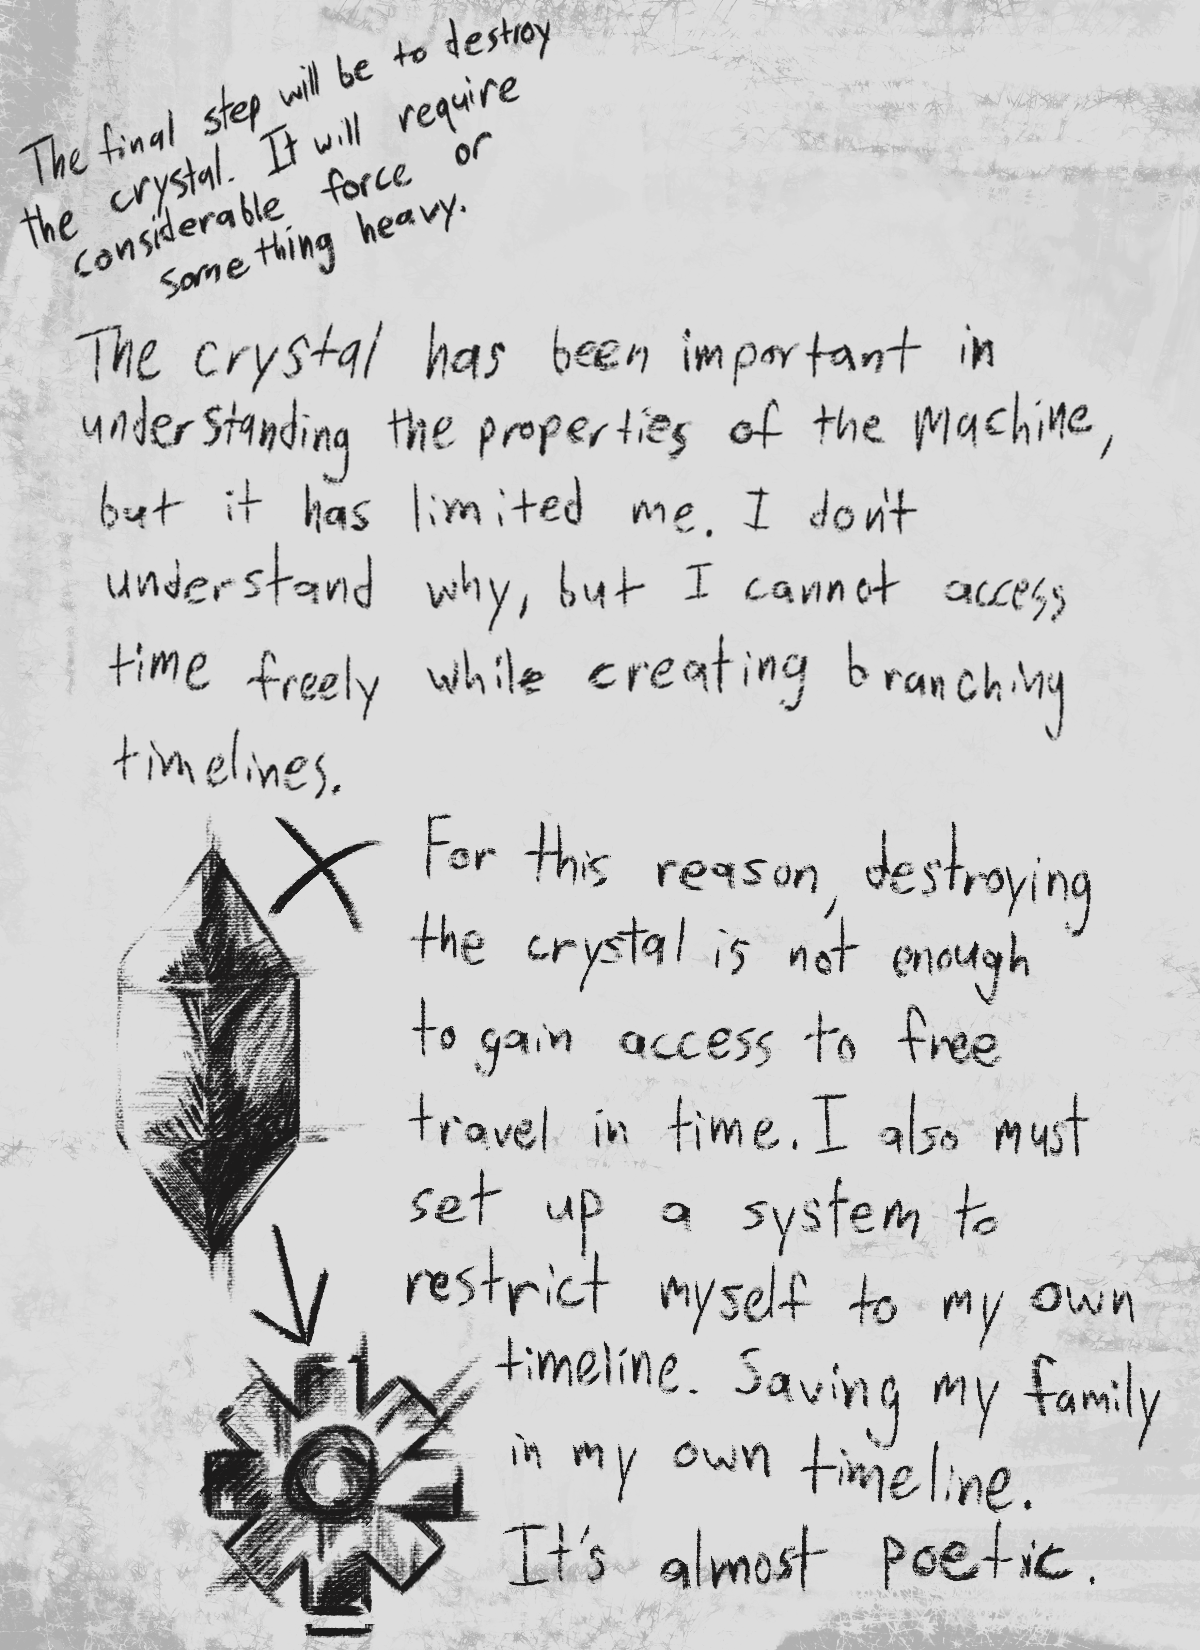 The final step will be to destroy
the crystal. It will require
considerable force or
something heavy.
The crystal has been important in
understanding the properties of the Machine,
but it has limited me. I don't
understand why, but I cannot access
time freely while creating branching
timelines.
For this reason, destroying
the crystal is not enough
to gain access to free
travel in time. I also must
set up a system to
restrict myself to my own
timeline. Saving my family
in my own timeline.
It's almost poetic.